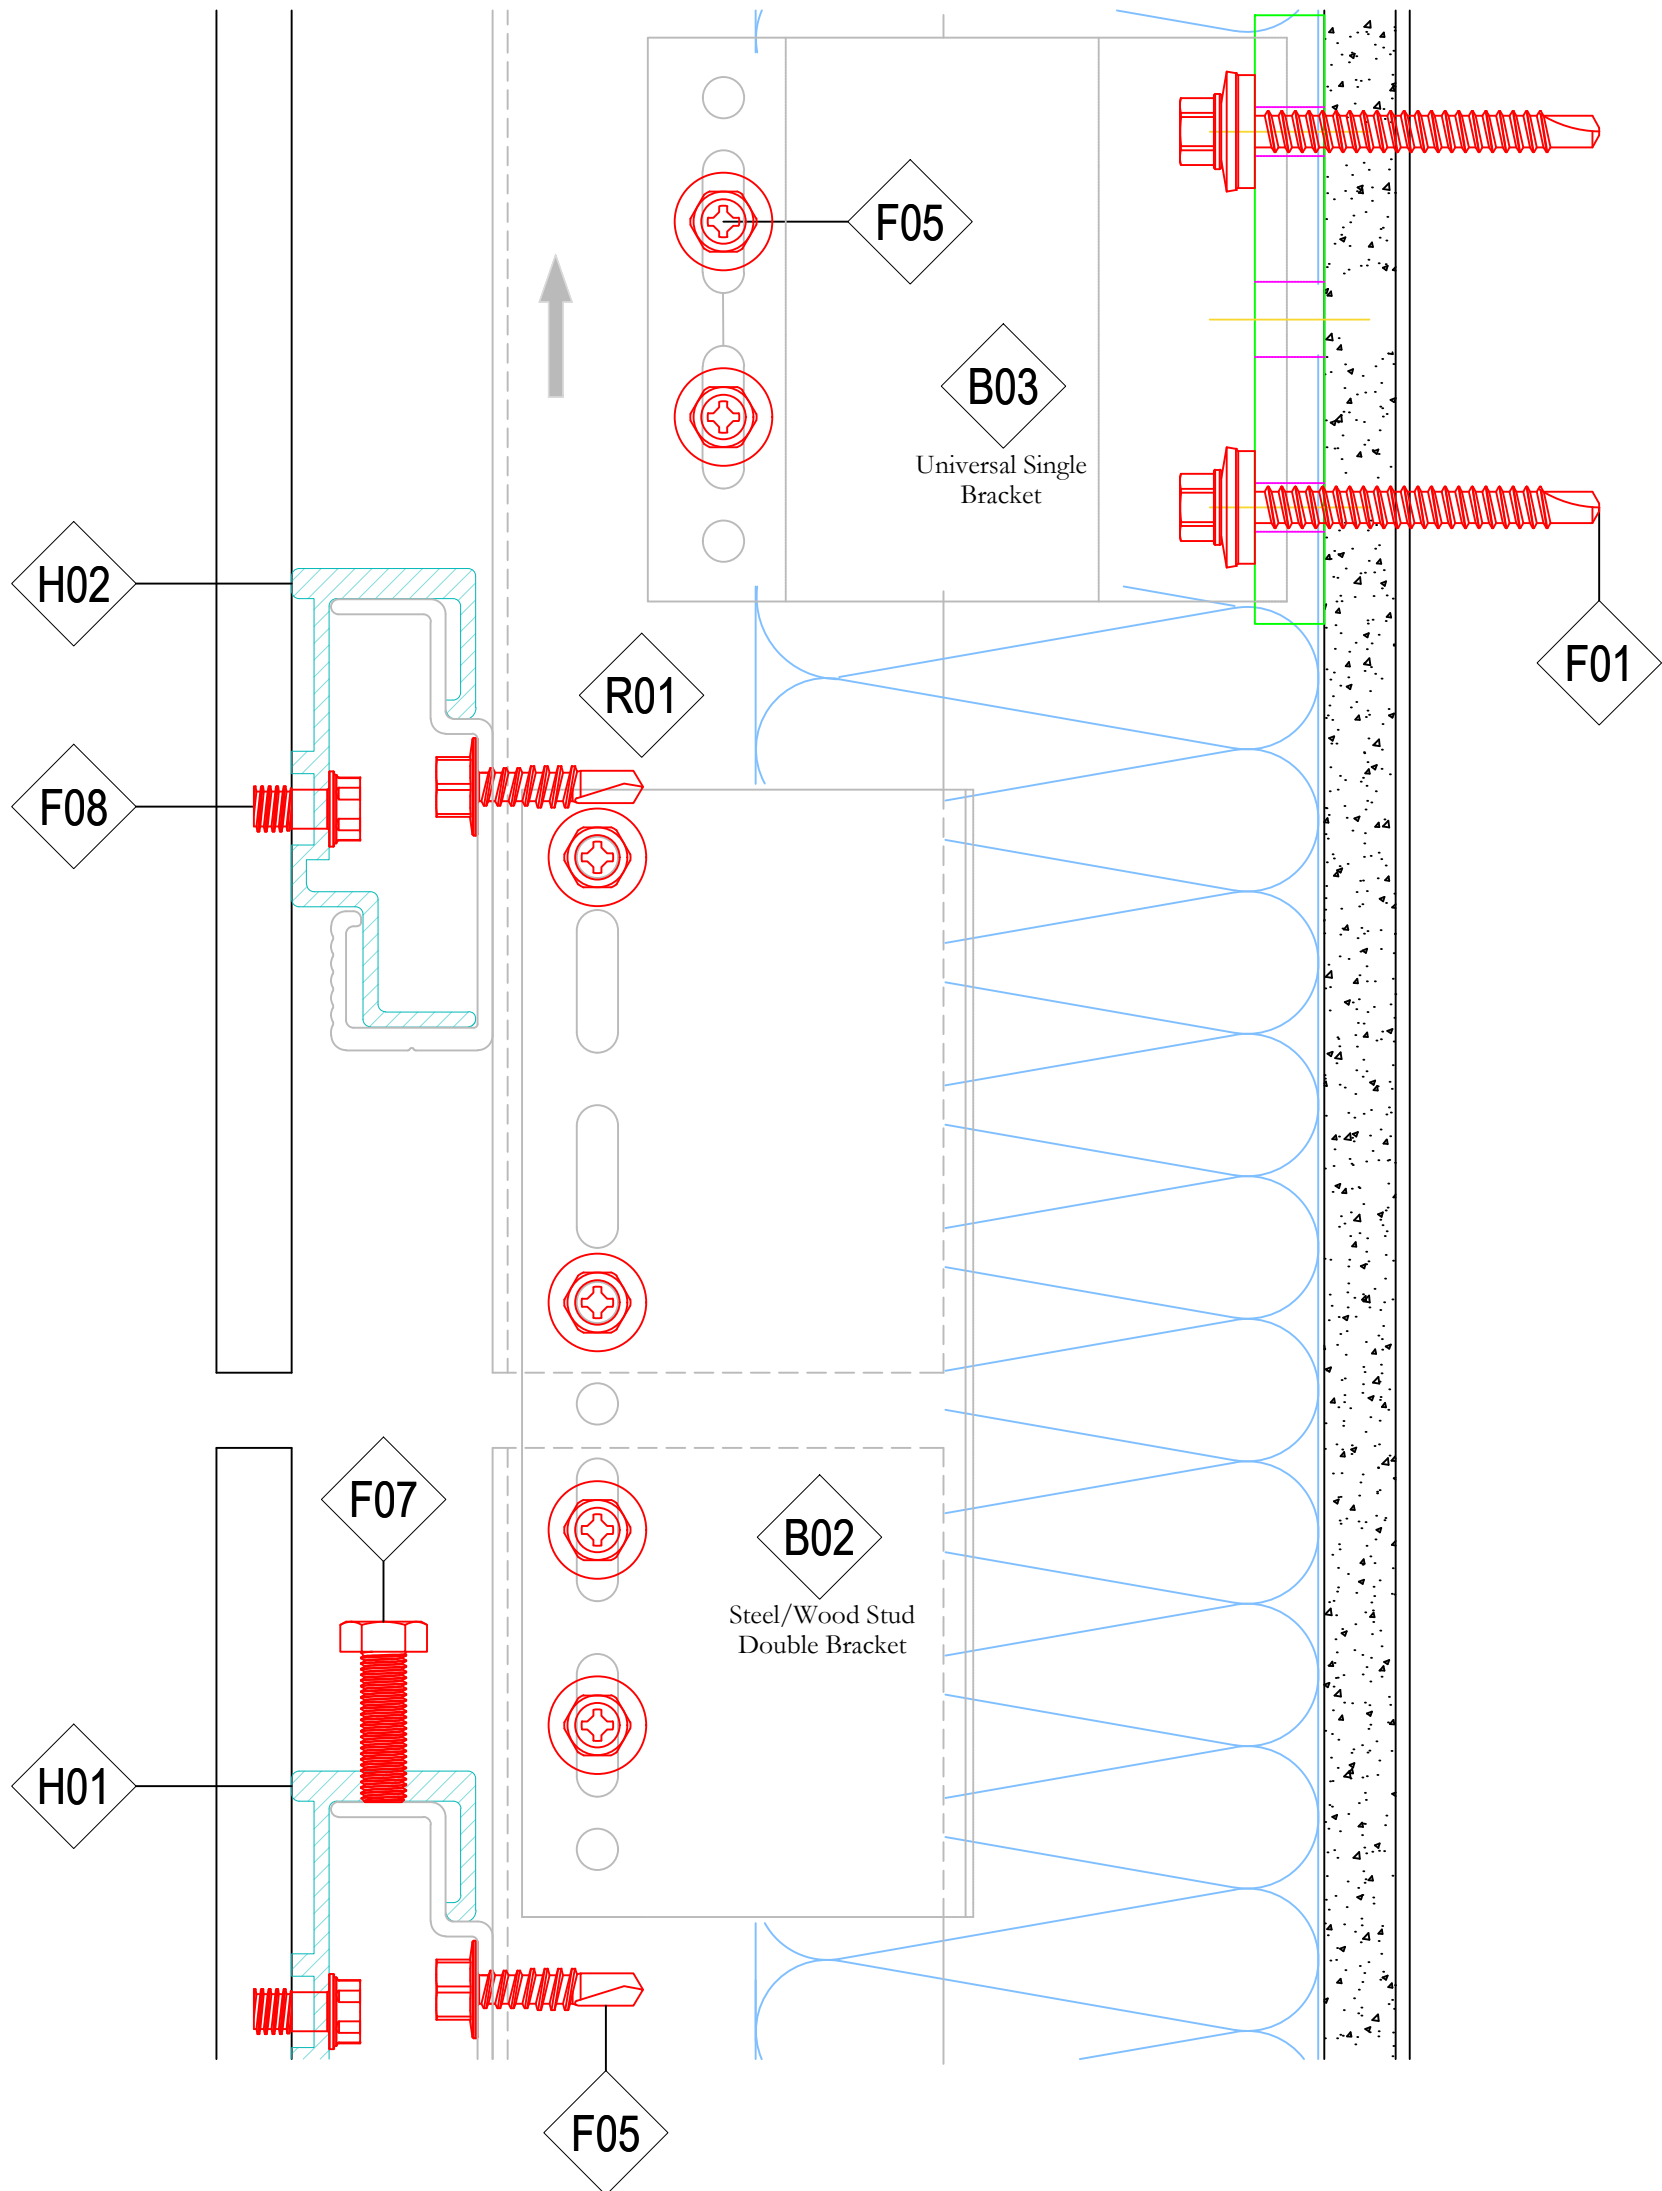 F05
B03
Universal Single
Bracket
H02
F01
R01
F08
F07
B02
Steel/Wood Stud
Double Bracket
H01
F05